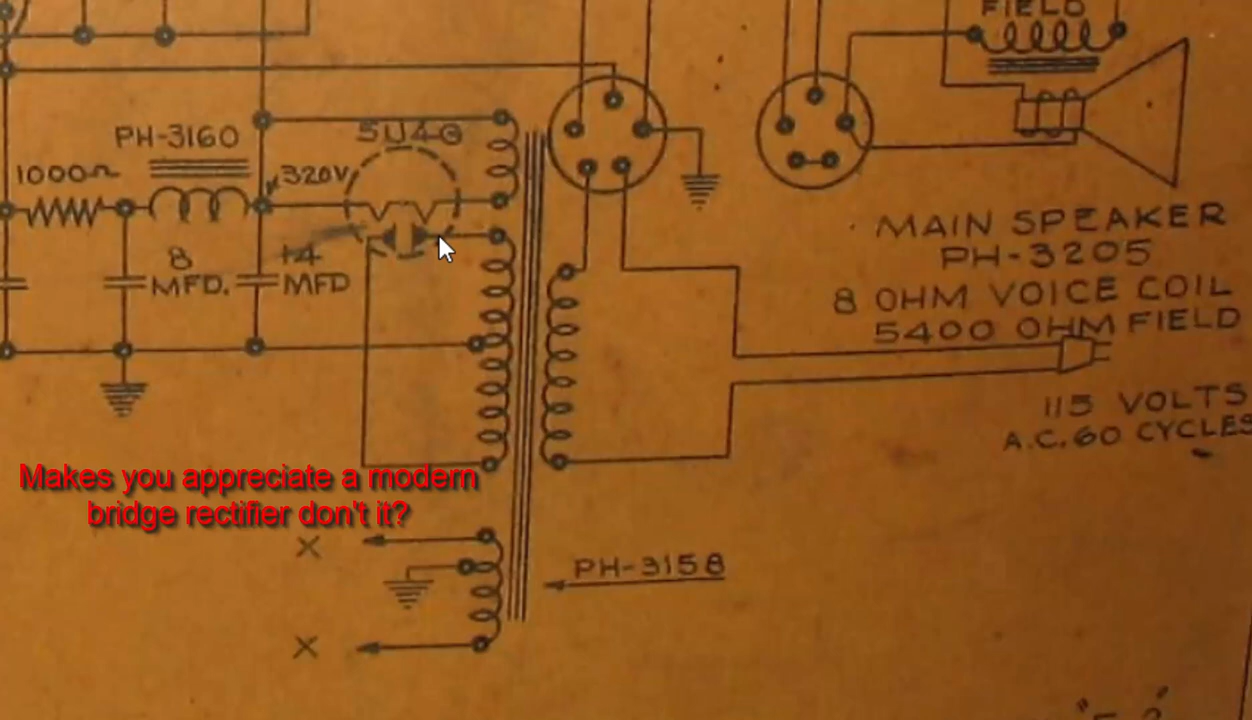 FIELD
PH-3160
5U4G
1000Ω
320V
8
MFD.
14
MFD
MAIN SPEAKER
PH-3205
8 OHM VOICE COIL
5400 OHM FIELD
115 VOLTS
A.C. 60 CYCLES
Makes you appreciate a modern
bridge rectifier don't it?
X
PH-3158
X